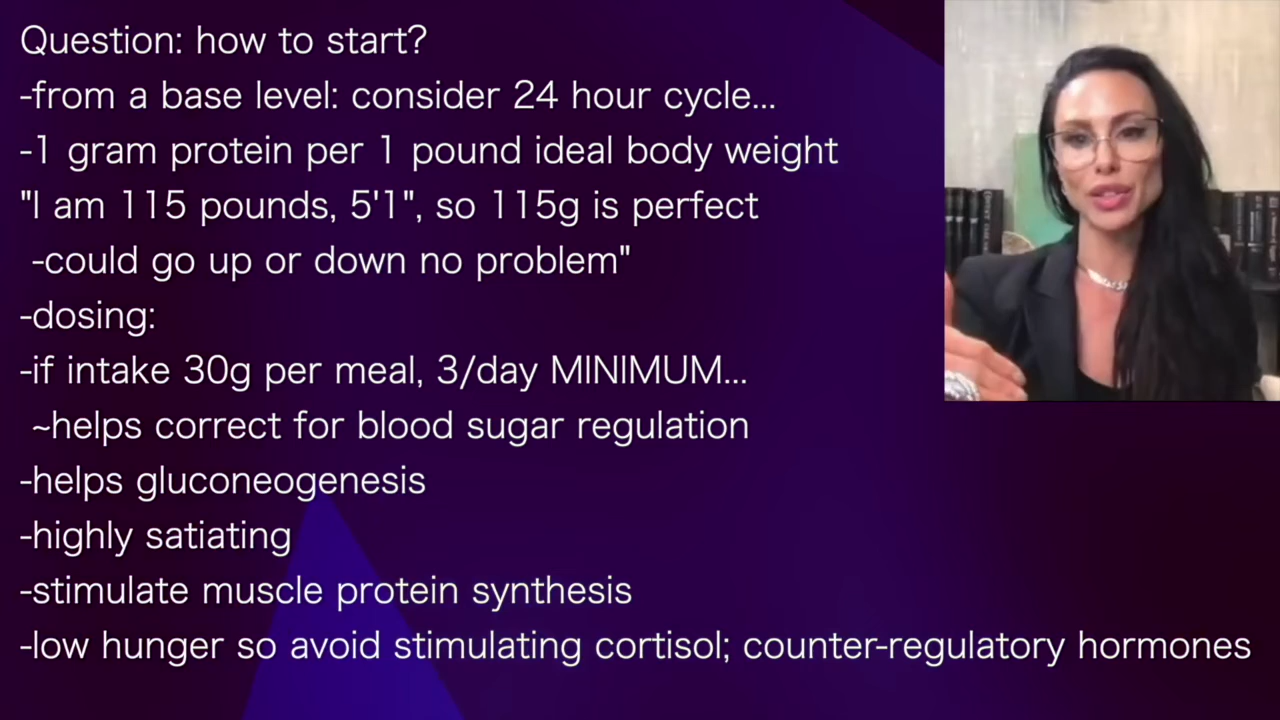 Question: how to start?
-from a base level: consider 24 hour cycle...
-1 gram protein per 1 pound ideal body weight
"I am 115 pounds, 5'1", so 115g is perfect
-could go up or down no problem"
-dosing:
-if intake 30g per meal, 3/day MINIMUM...
~helps correct for blood sugar regulation
-helps gluconeogenesis
-highly satiating
-stimulate muscle protein synthesis
-low hunger so avoid stimulating cortisol; counter-regulatory hormones